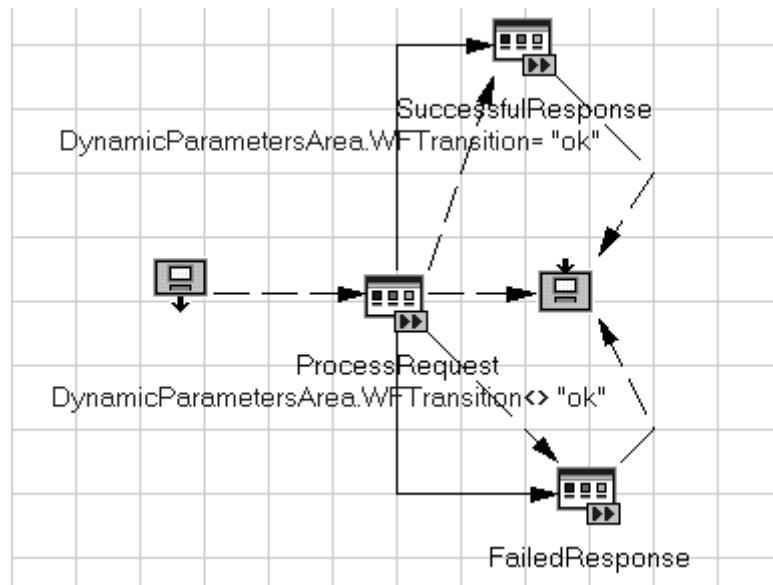 SuccessfulResponse
DynamicParametersArea.WFTransition= "ok"
ProcessRequest
DynamicParametersArea.WFTransition<> "ok"
FailedResponse